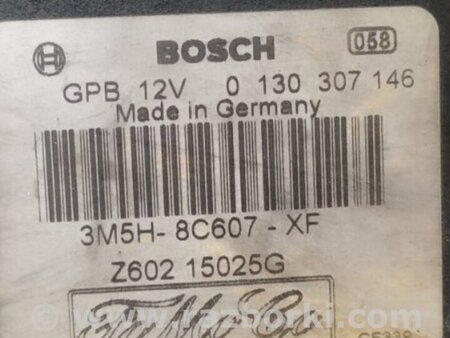 BOSCH 058
GPB 12V 0 130 307 146
Made in Germany
3M5H- 8C607 - XF
Z602 15025G
FoMoCo
www.razborki.com